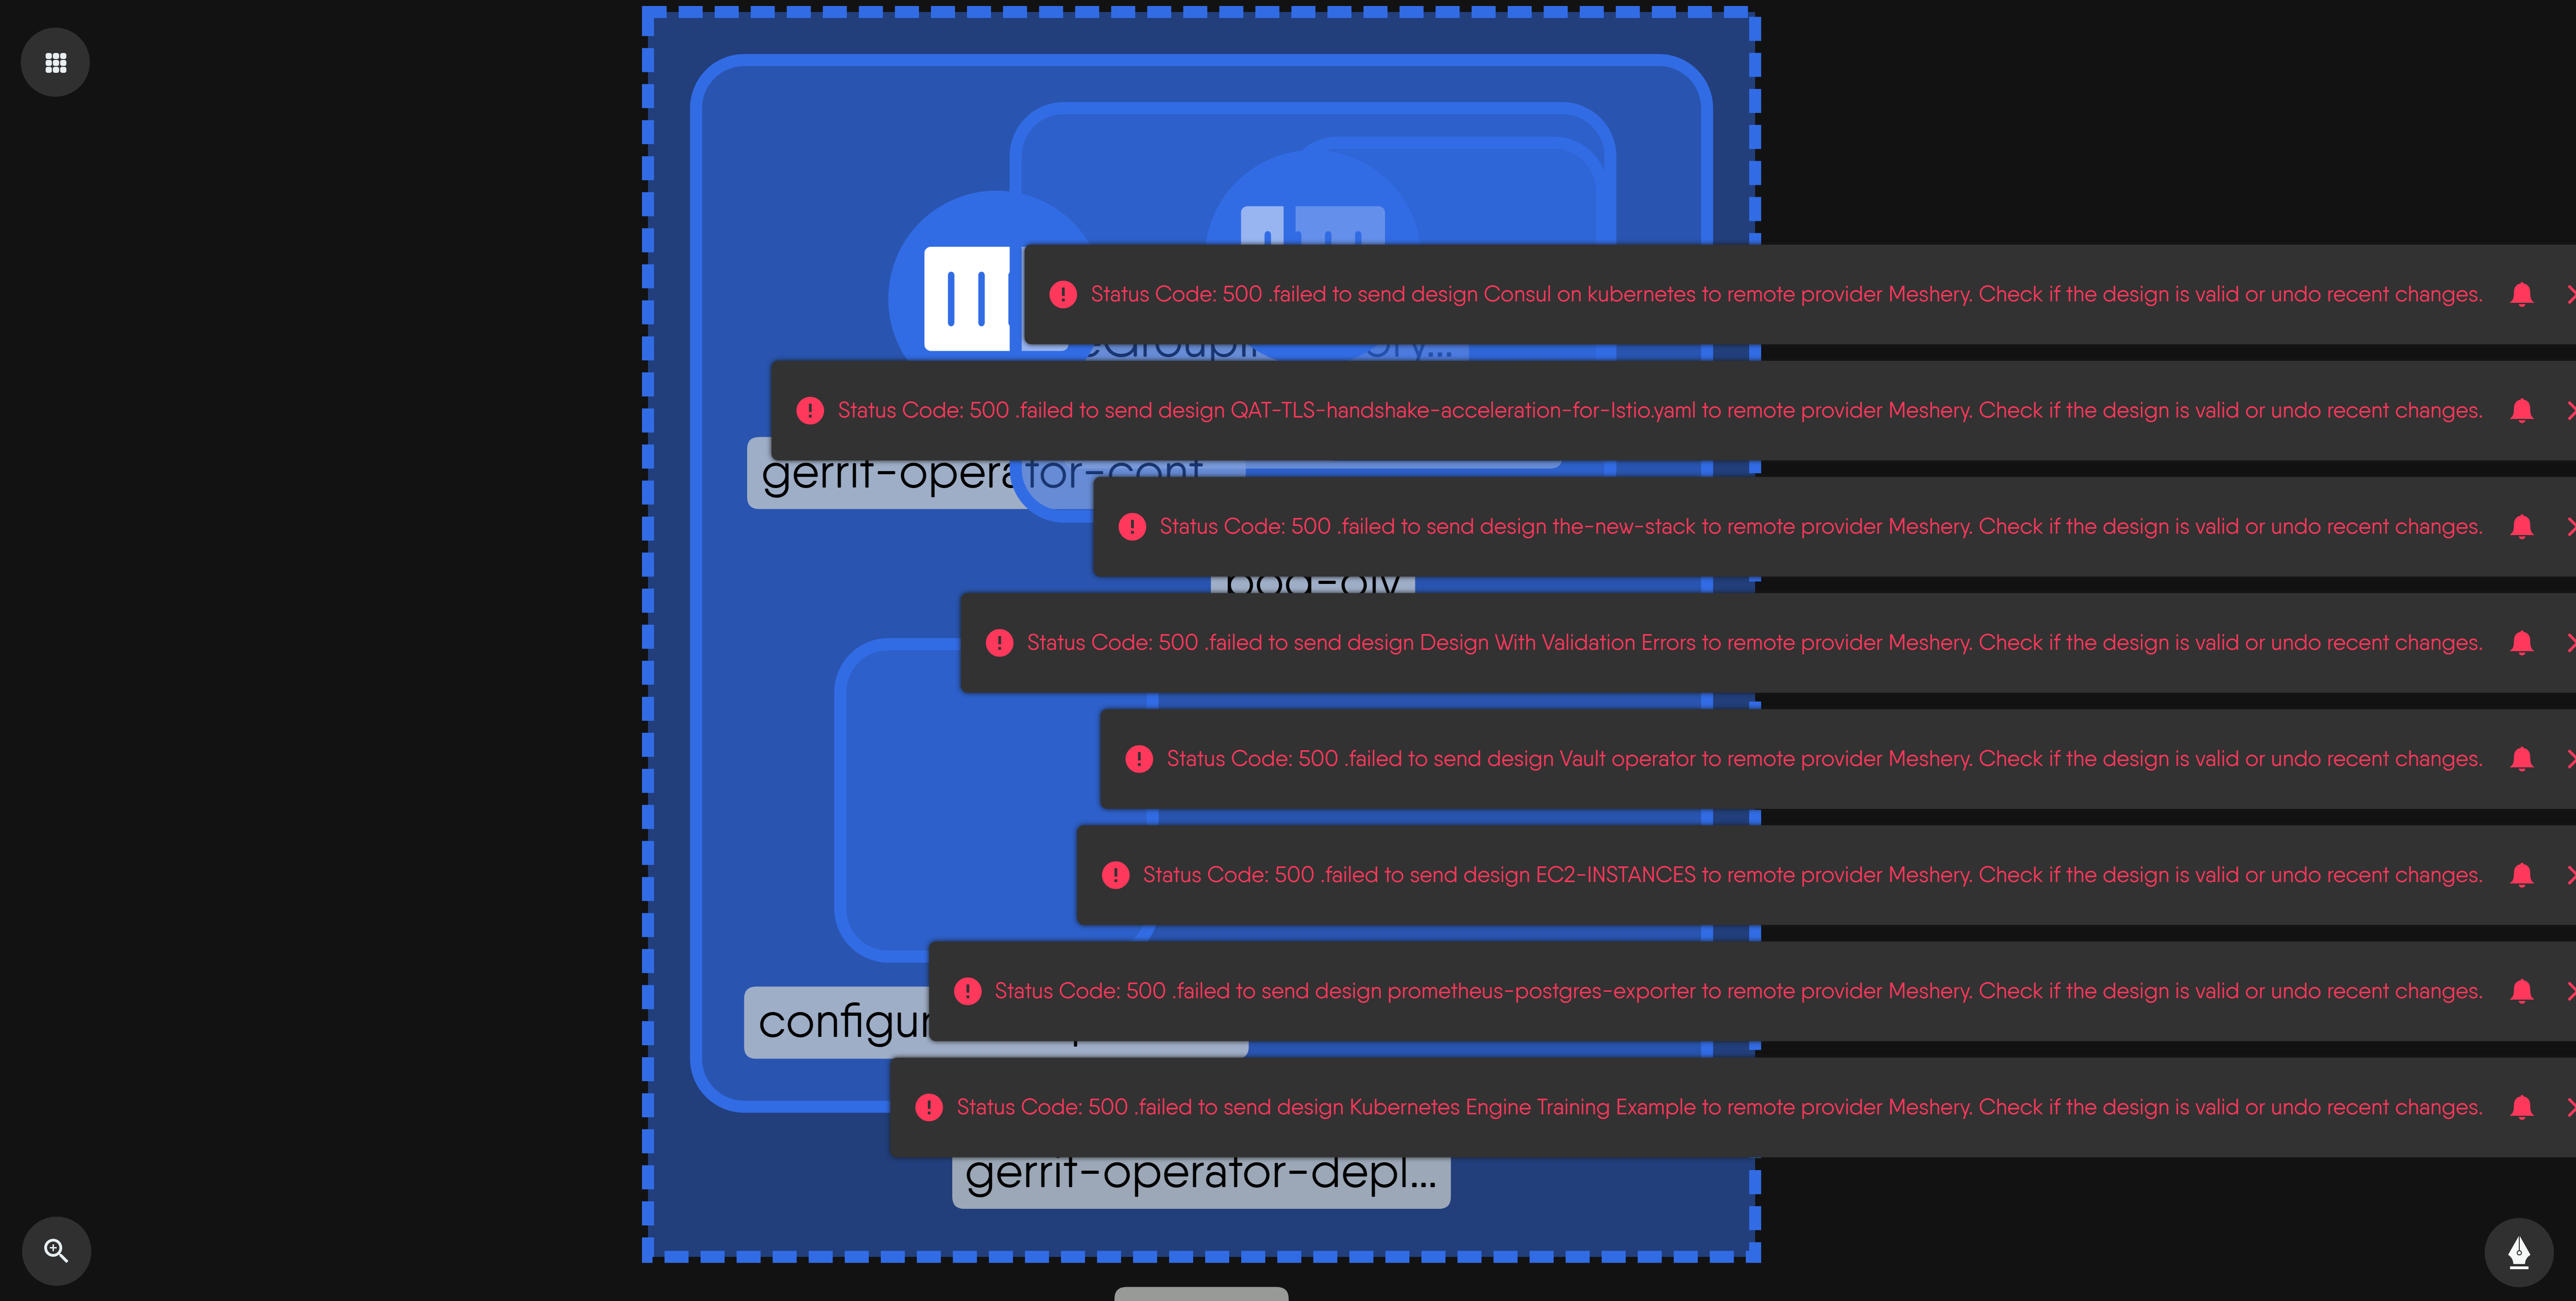 Status Code: 500 .failed to send design Consul on kubernetes to remote provider Meshery. Check if the design is valid or undo recent changes.
Status Code: 500 .failed to send design QAT-TLS-handshake-acceleration-for-Istio.yaml to remote provider Meshery. Check if the design is valid or undo recent changes.
gerrit-operator-cont
Status Code: 500 .failed to send design the-new-stack to remote provider Meshery. Check if the design is valid or undo recent changes.
Status Code: 500 .failed to send design Design With Validation Errors to remote provider Meshery. Check if the design is valid or undo recent changes.
Status Code: 500 .failed to send design Vault operator to remote provider Meshery. Check if the design is valid or undo recent changes.
Status Code: 500 .failed to send design EC2-INSTANCES to remote provider Meshery. Check if the design is valid or undo recent changes.
Status Code: 500 .failed to send design prometheus-postgres-exporter to remote provider Meshery. Check if the design is valid or undo recent changes.
configur
Status Code: 500 .failed to send design Kubernetes Engine Training Example to remote provider Meshery. Check if the design is valid or undo recent changes.
gerrit-operator-depl...